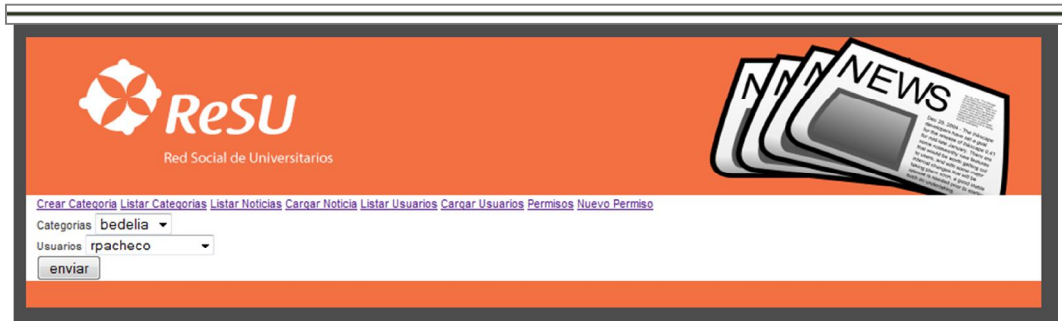 ReSU
Red Social de Universitarios
NEWS
Crear Categoria Listar Categorias Listar Noticias Cargar Noticia Listar Usuarios Cargar Usuarios Permisos Nuevo Permiso
Categorias bedelia
Usuarios rpacheco
enviar